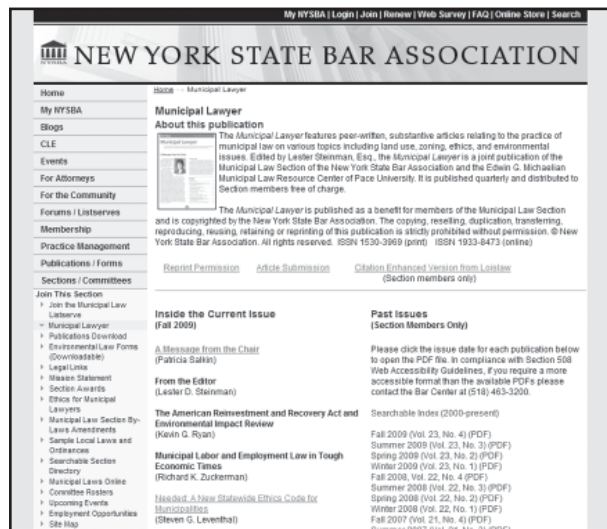 My NYSBA | Login | Join | Renew | Web Survey | FAQ | Online Store | Search
NYSBA
NEW YORK STATE BAR ASSOCIATION
Home
My NYSBA
Blogs
CLE
Events
For Attorneys
For the Community
Forums / Listserves
Membership
Practice Management
Publications / Forms
Sections / Committees
Join This Section
Join the Municipal Law
Listserve
Municipal Lawyer
Publications Download
Environmental Law Forms
(Downloadable)
Legal Links
Mission Statement
Section Awards
Ethics for Municipal
Lawyers
Municipal Law Section By-
Laws Amendments
Sample Local Laws and
Ordinances
Searchable Section
Directory
Municipal Laws Online
Committee Rosters
Upcoming Events
Employment Opportunities
Site Map
Home → Municipal Lawyer
Municipal Lawyer
About this publication
The Municipal Lawyer features peer-written, substantive articles relating to the practice of
municipal law on various topics including land use, zoning, ethics, and environmental
issues. Edited by Lester Steinman, Esq., the Municipal Lawyer is a joint publication of the
Municipal Law Section of the New York State Bar Association and the Edwin G. Michaelian
Municipal Law Resource Center of Pace University. It is published quarterly and distributed to
Section members free of charge.
The Municipal Lawyer is published as a benefit for members of the Municipal Law Section
and is copyrighted by the New York State Bar Association. The copying, reselling, duplication, transferring,
reproducing, reusing, retaining or reprinting of this publication is strictly prohibited without permission. © New
York State Bar Association. All rights reserved. ISSN 1530-3969 (print) ISSN 1933-8473 (online)
Reprint Permission Article Submission Citation Enhanced Version from Loislaw
(Section members only)
Inside the Current Issue
(Fall 2009)
A Message from the Chair
(Patricia Salkin)
From the Editor
(Lester D. Steinman)
The American Reinvestment and Recovery Act and
Environmental Impact Review
(Kevin G. Ryan)
Municipal Labor and Employment Law in Tough
Economic Times
(Richard K. Zuckerman)
Needed: A New Statewide Ethics Code for
Municipalities
(Steven G. Leventhal)
Past Issues
(Section Members Only)
Please click the issue date for each publication below
to open the PDF file. In compliance with Section 508
Web Accessibility Guidelines, if you require a more
accessible format than the available PDFs please
contact the Bar Center at (518) 463-3200.
Searchable Index (2000-present)
Fall 2009 (Vol. 23, No. 4) (PDF)
Summer 2009 (Vol. 23, No. 3) (PDF)
Spring 2009 (Vol. 23, No. 2) (PDF)
Winter 2009 (Vol. 23, No. 1) (PDF)
Fall 2008, Vol. 22, No. 4 (PDF)
Summer 2008 (Vol. 22, No. 3) (PDF)
Spring 2008 (Vol. 22, No. 2) (PDF)
Winter 2008 (Vol. 22, No. 1) (PDF)
Fall 2007 (Vol. 21, No. 4) (PDF)